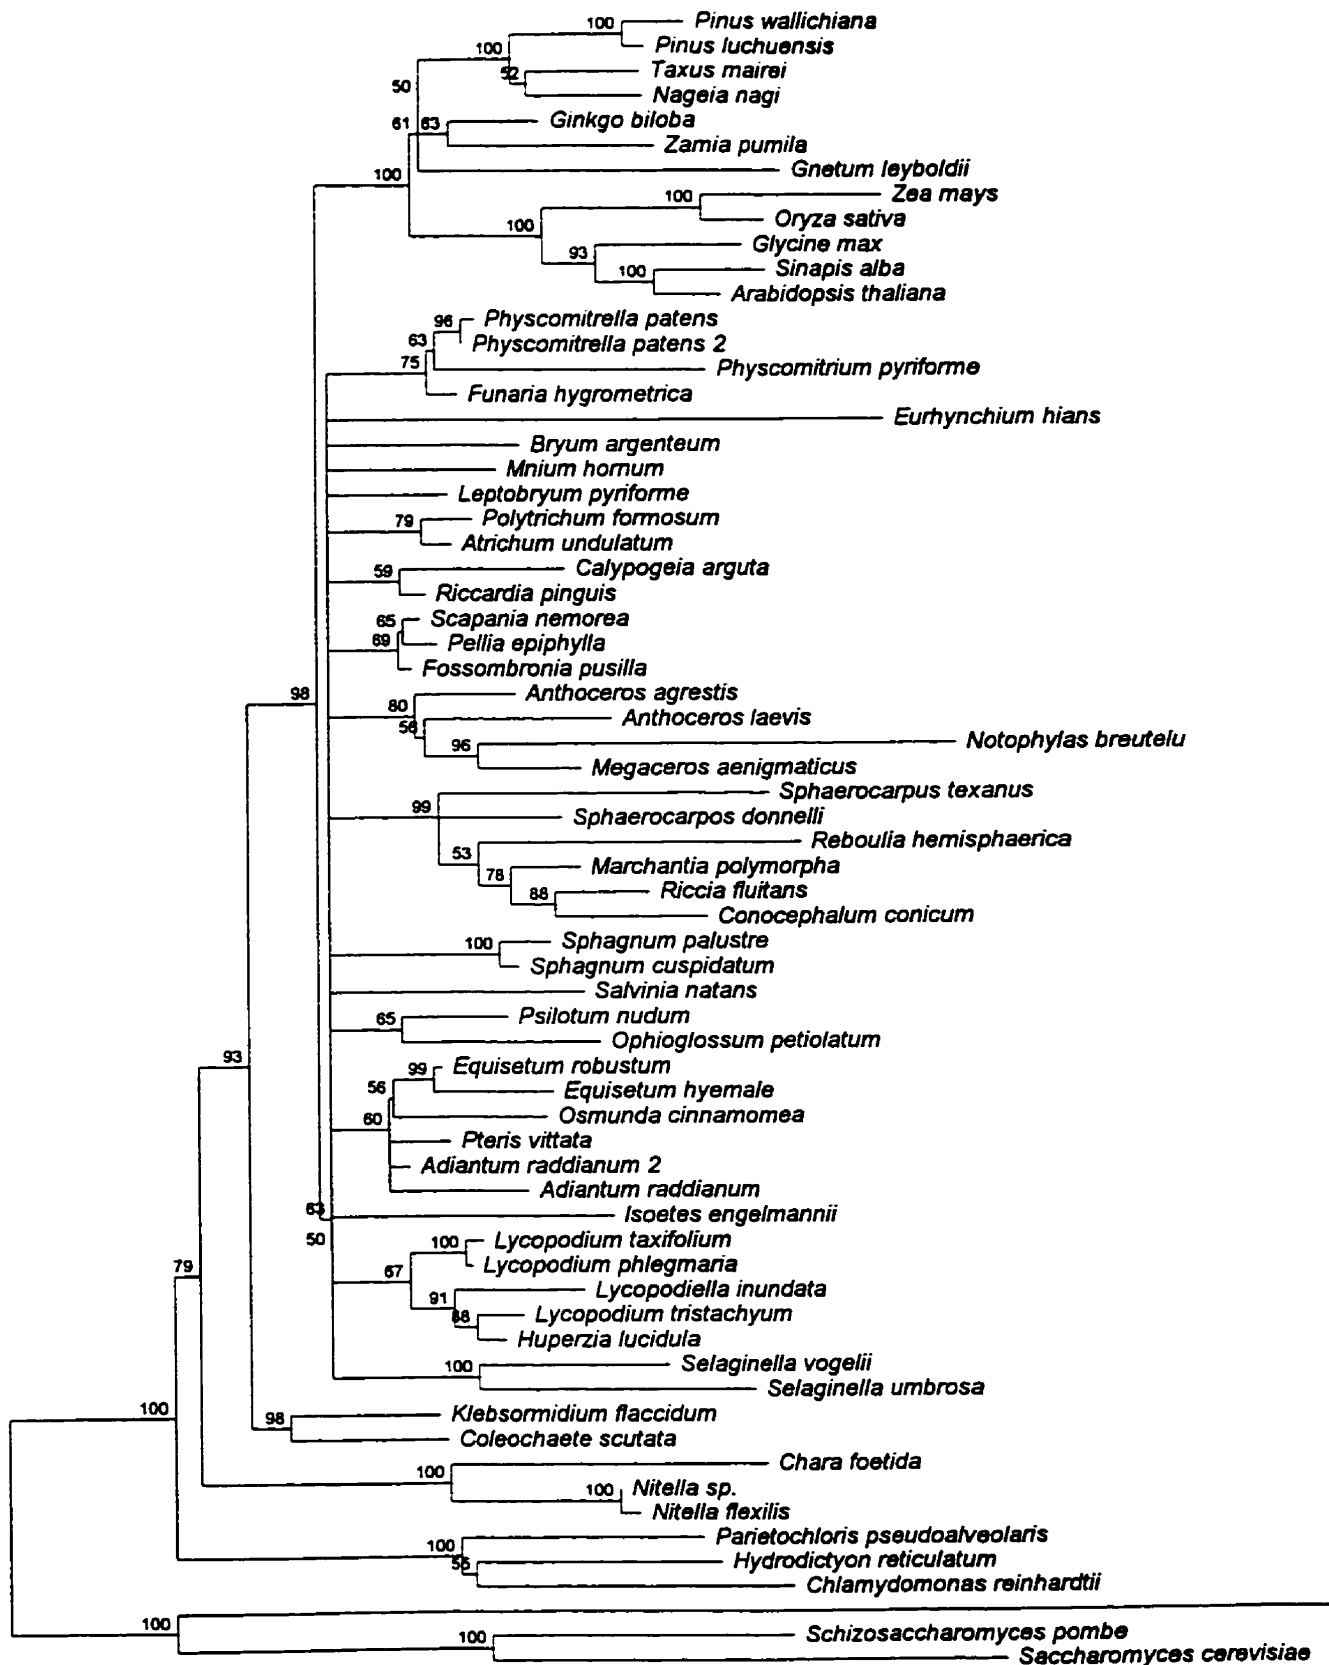 100 Pinus wallichiana
100 Pinus luchuensis
52 Taxus mairei
50 Nageia nagi
61 63 Ginkgo biloba
Zamia pumila
100 Gnetum leyboldii
100 Zea mays
100 Oryza sativa
93 Glycine max
100 Sinapis alba
Arabidopsis thaliana
96 Physcomitrella patens
63 Physcomitrella patens 2
75 Physcomitrium pyriforme
Funaria hygrometrica
Eurhynchium hians
Bryum argenteum
Mnium hornum
Leptobryum pyriforme
79 Polytrichum formosum
Atrichum undulatum
59 Calypogeia arguta
Riccardia pinguis
65 Scapania nemorea
69 Pellia epiphylla
Fossombronia pusilla
98 80 Anthoceros agrestis
56 Anthoceros laevis
96 Notophylas breutelu
Megaceros aenigmaticus
99 Sphaerocarpus texanus
Sphaerocarpos donnelli
53 Reboulia hemisphaerica
78 Marchantia polymorpha
88 Riccia fluitans
Conocephalum conicum
100 Sphagnum palustre
Sphagnum cuspidatum
Salvinia natans
65 Psilotum nudum
Ophioglossum petiolatum
93 99 Equisetum robustum
56 Equisetum hyemale
60 Osmunda cinnamomea
Pteris vittata
Adiantum raddianum 2
Adiantum raddianum
63 Isoetes engelmannii
50 100 Lycopodium taxifolium
79 67 Lycopodium phlegmaria
91 Lycopodiella inundata
Lycopodium tristachyum
Huperzia lucidula
100 Selaginella vogelii
Selaginella umbrosa
100 98 Klebsormidium flaccidum
Coleochaete scutata
100 Chara foetida
100 Nitella sp.
Nitella flexilis
100 Parietochloris pseudoalveolaris
55 Hydrodictyon reticulatum
Chlamydomonas reinhardtii
100 100 Schizosaccharomyces pombe
Saccharomyces cerevisiae